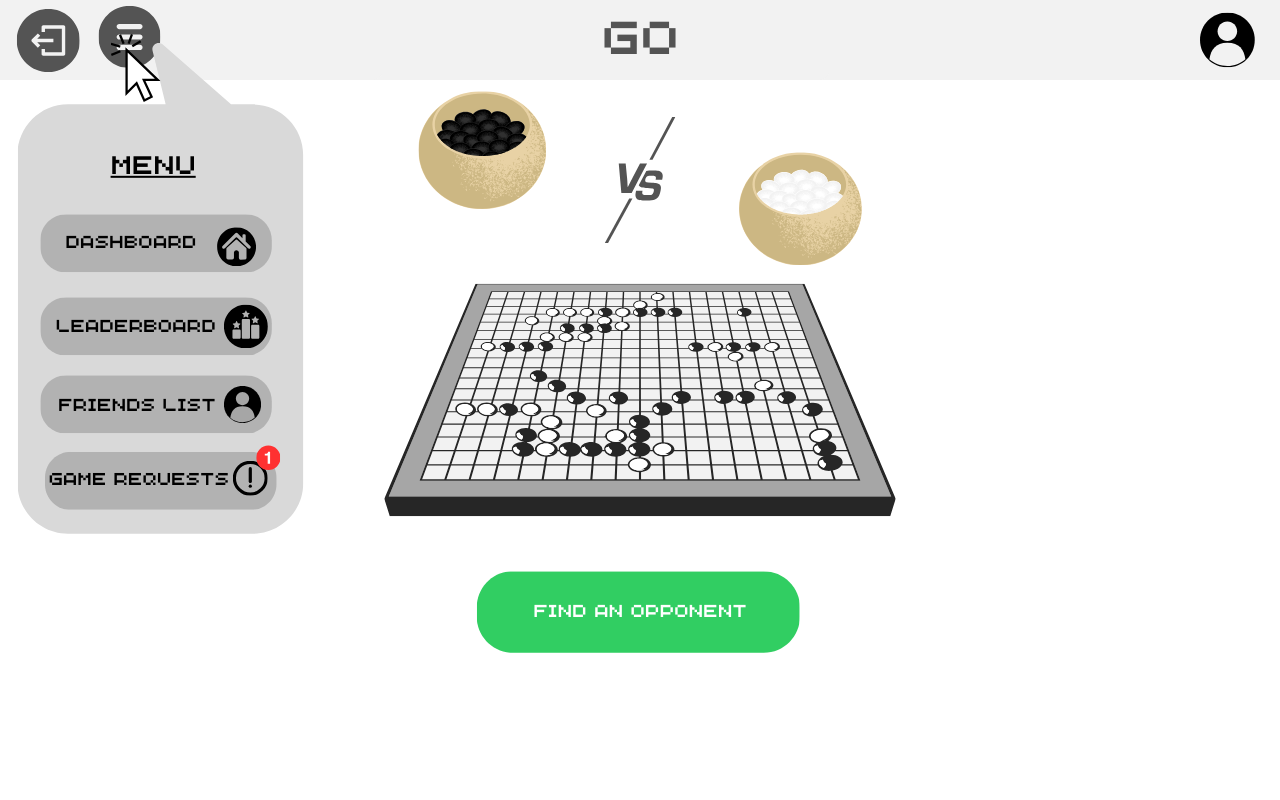 GO
VS
MENU
DASHBOARD
LEADERBOARD
FRIENDS LIST
GAME REQUESTS
1
FIND AN OPPONENT